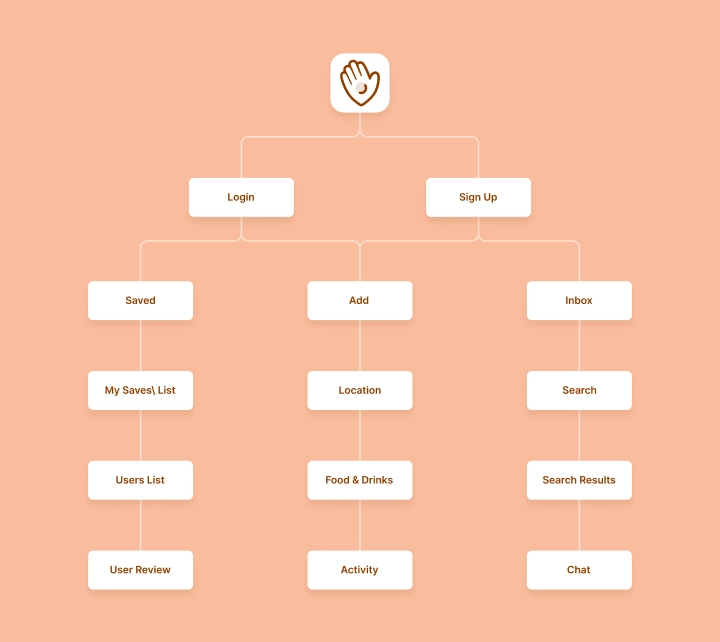 Login
Sign Up
Saved
Add
Inbox
My Saves\ List
Location
Search
Users List
Food & Drinks
Search Results
User Review
Activity
Chat